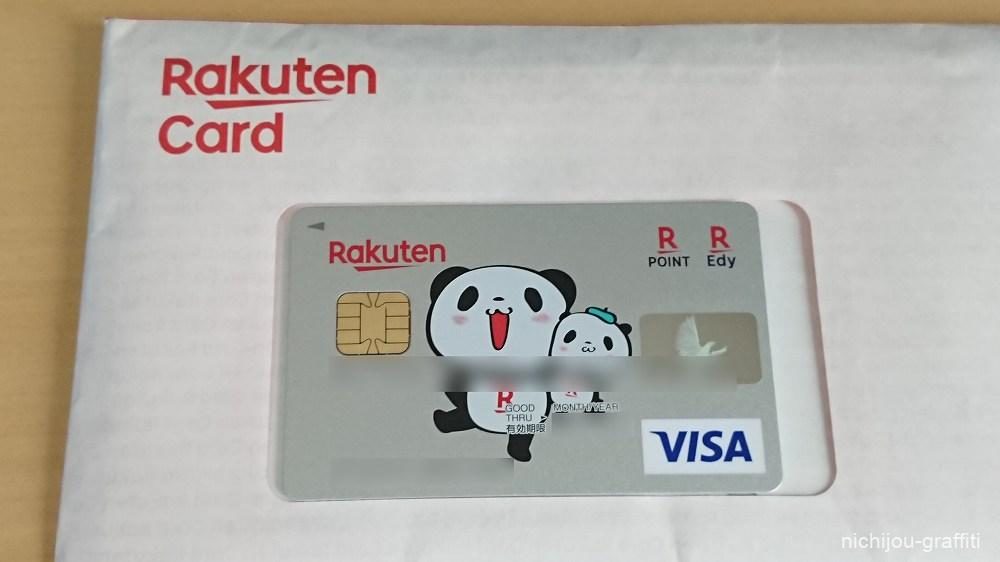 Rakuten
Card
Rakuten
R
POINT
R
Edy
R
GOOD
THRU
有効期限
MONTH/YEAR
VISA
nichijou-graffiti